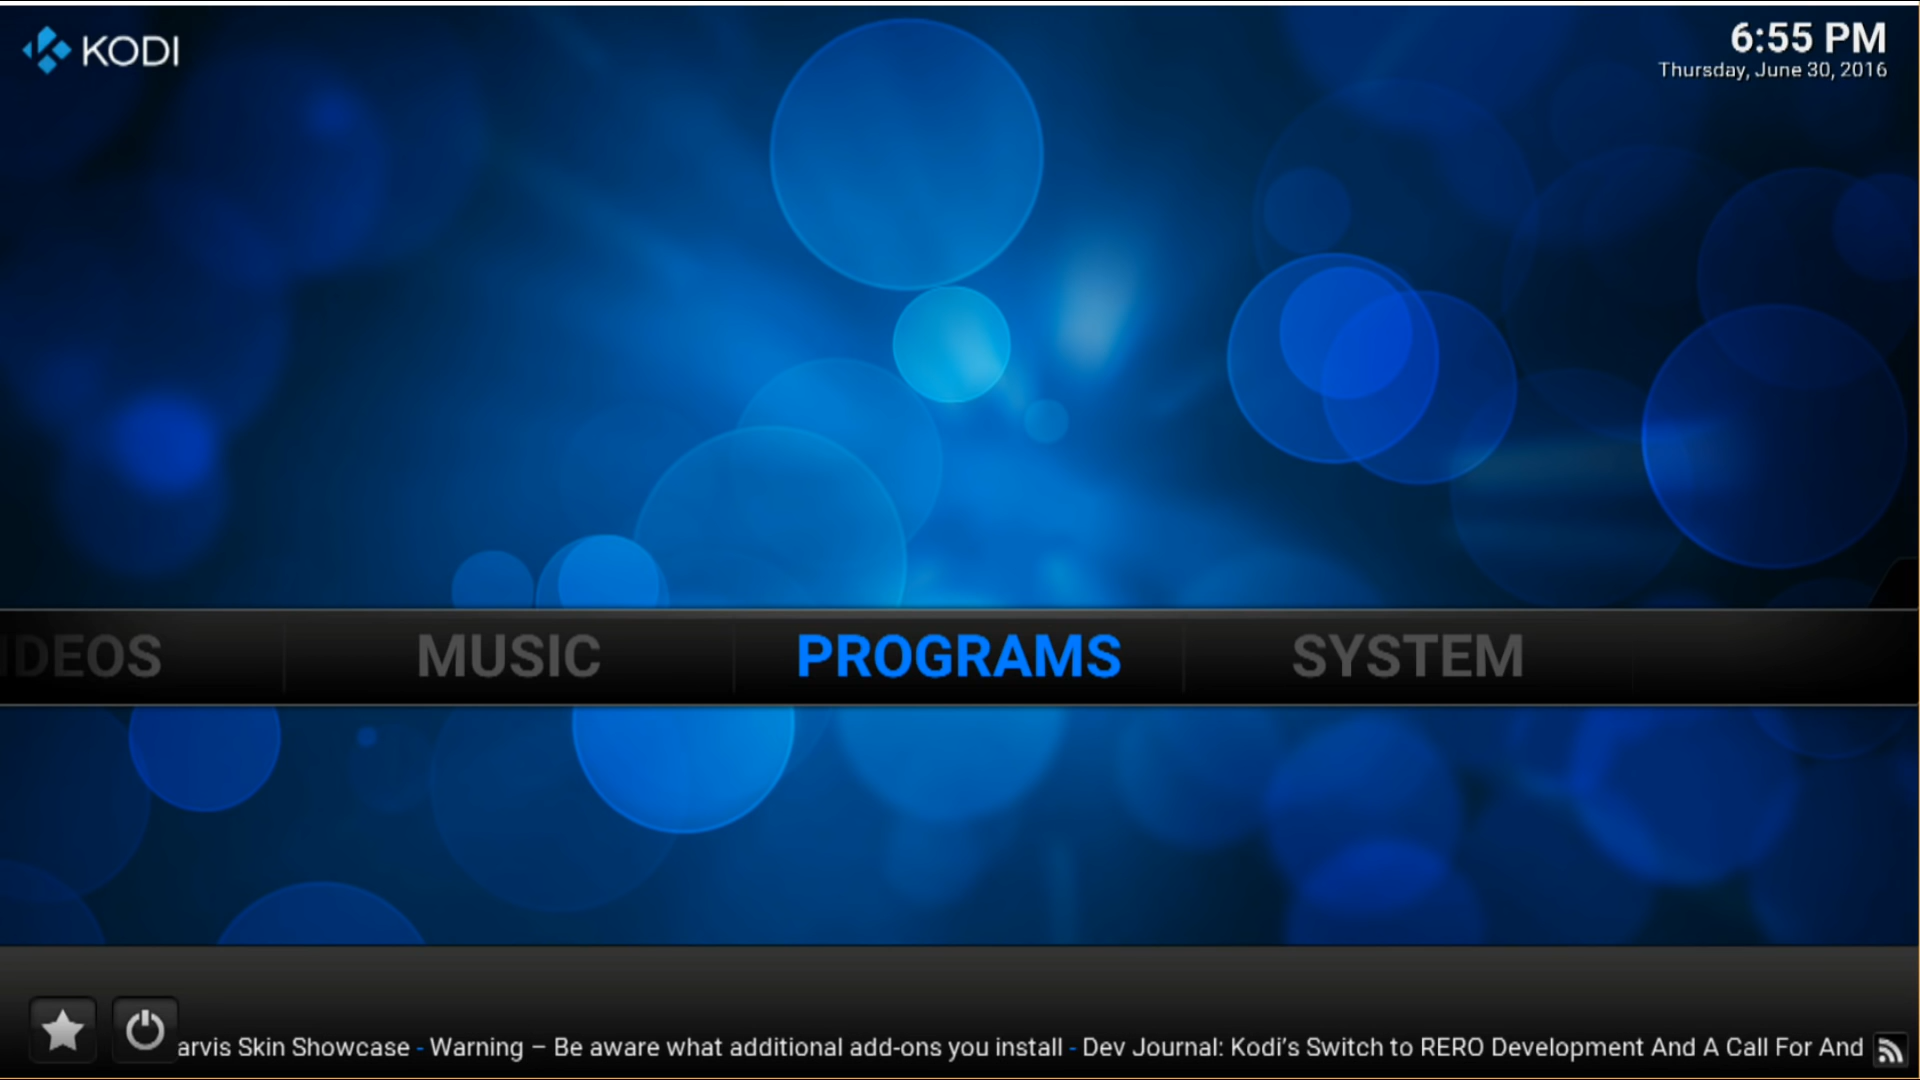 KODI
6:55 PM
Thursday, June 30, 2016
IDEOS MUSIC PROGRAMS SYSTEM
arvis Skin Showcase - Warning – Be aware what additional add-ons you install - Dev Journal: Kodi's Switch to RERO Development And A Call For And